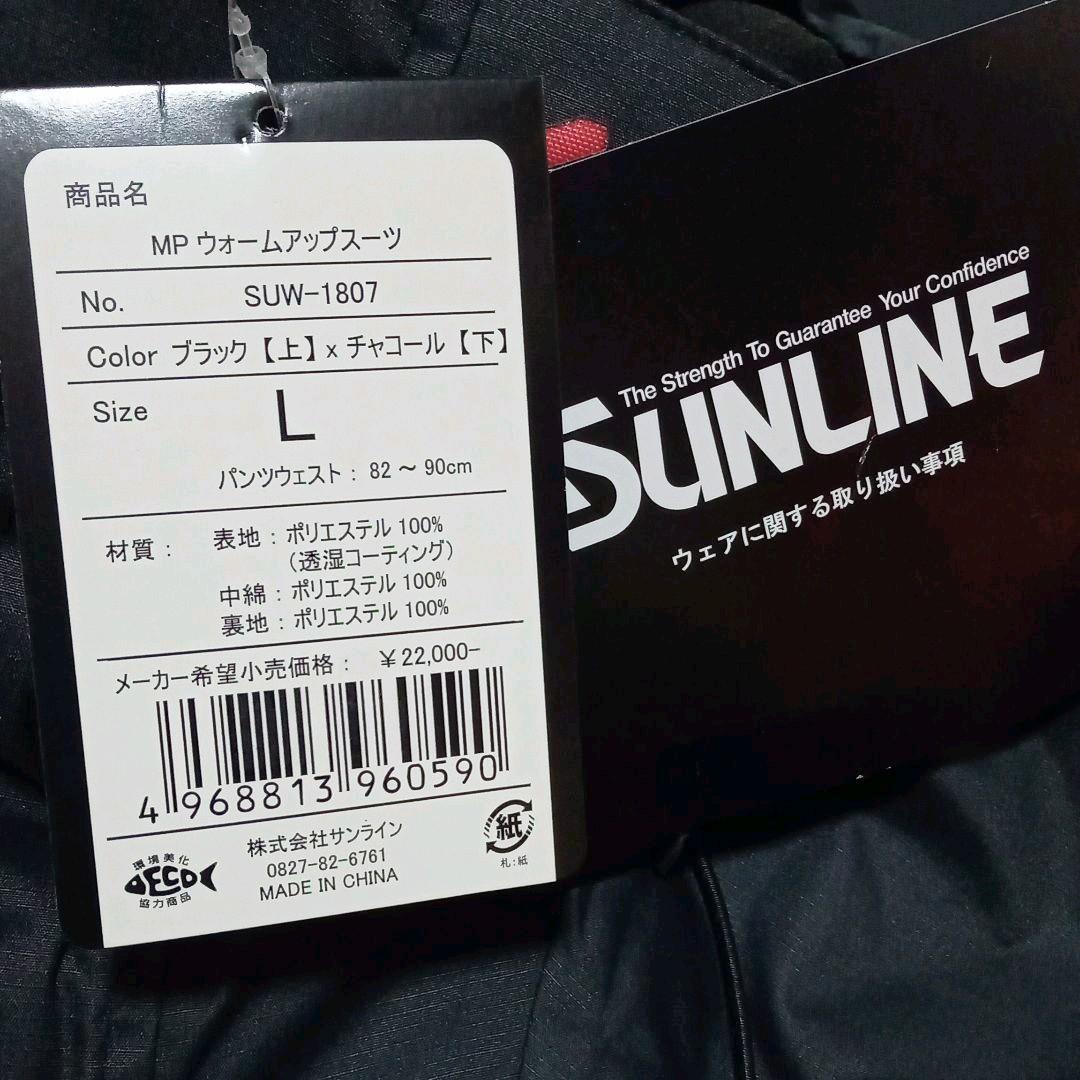 商品名
MP ウォームアップスーツ
No. SUW-1807
Color ブラック【上】x チャコール【下】
Size L
パンツウェスト： 82 ～ 90cm
材質： 表地：ポリエステル 100%
（透湿コーティング）
中綿：ポリエステル 100%
裏地：ポリエステル 100%
メーカー希望小売価格： ￥22,000-
4 968813 960590
株式会社サンライン
0827-82-6761
MADE IN CHINA
環境美化
ECO
協力商品
紙
札:紙
The Strength To Guarantee Your Confidence
SUNLINE
ウェアに関する取り扱い事項